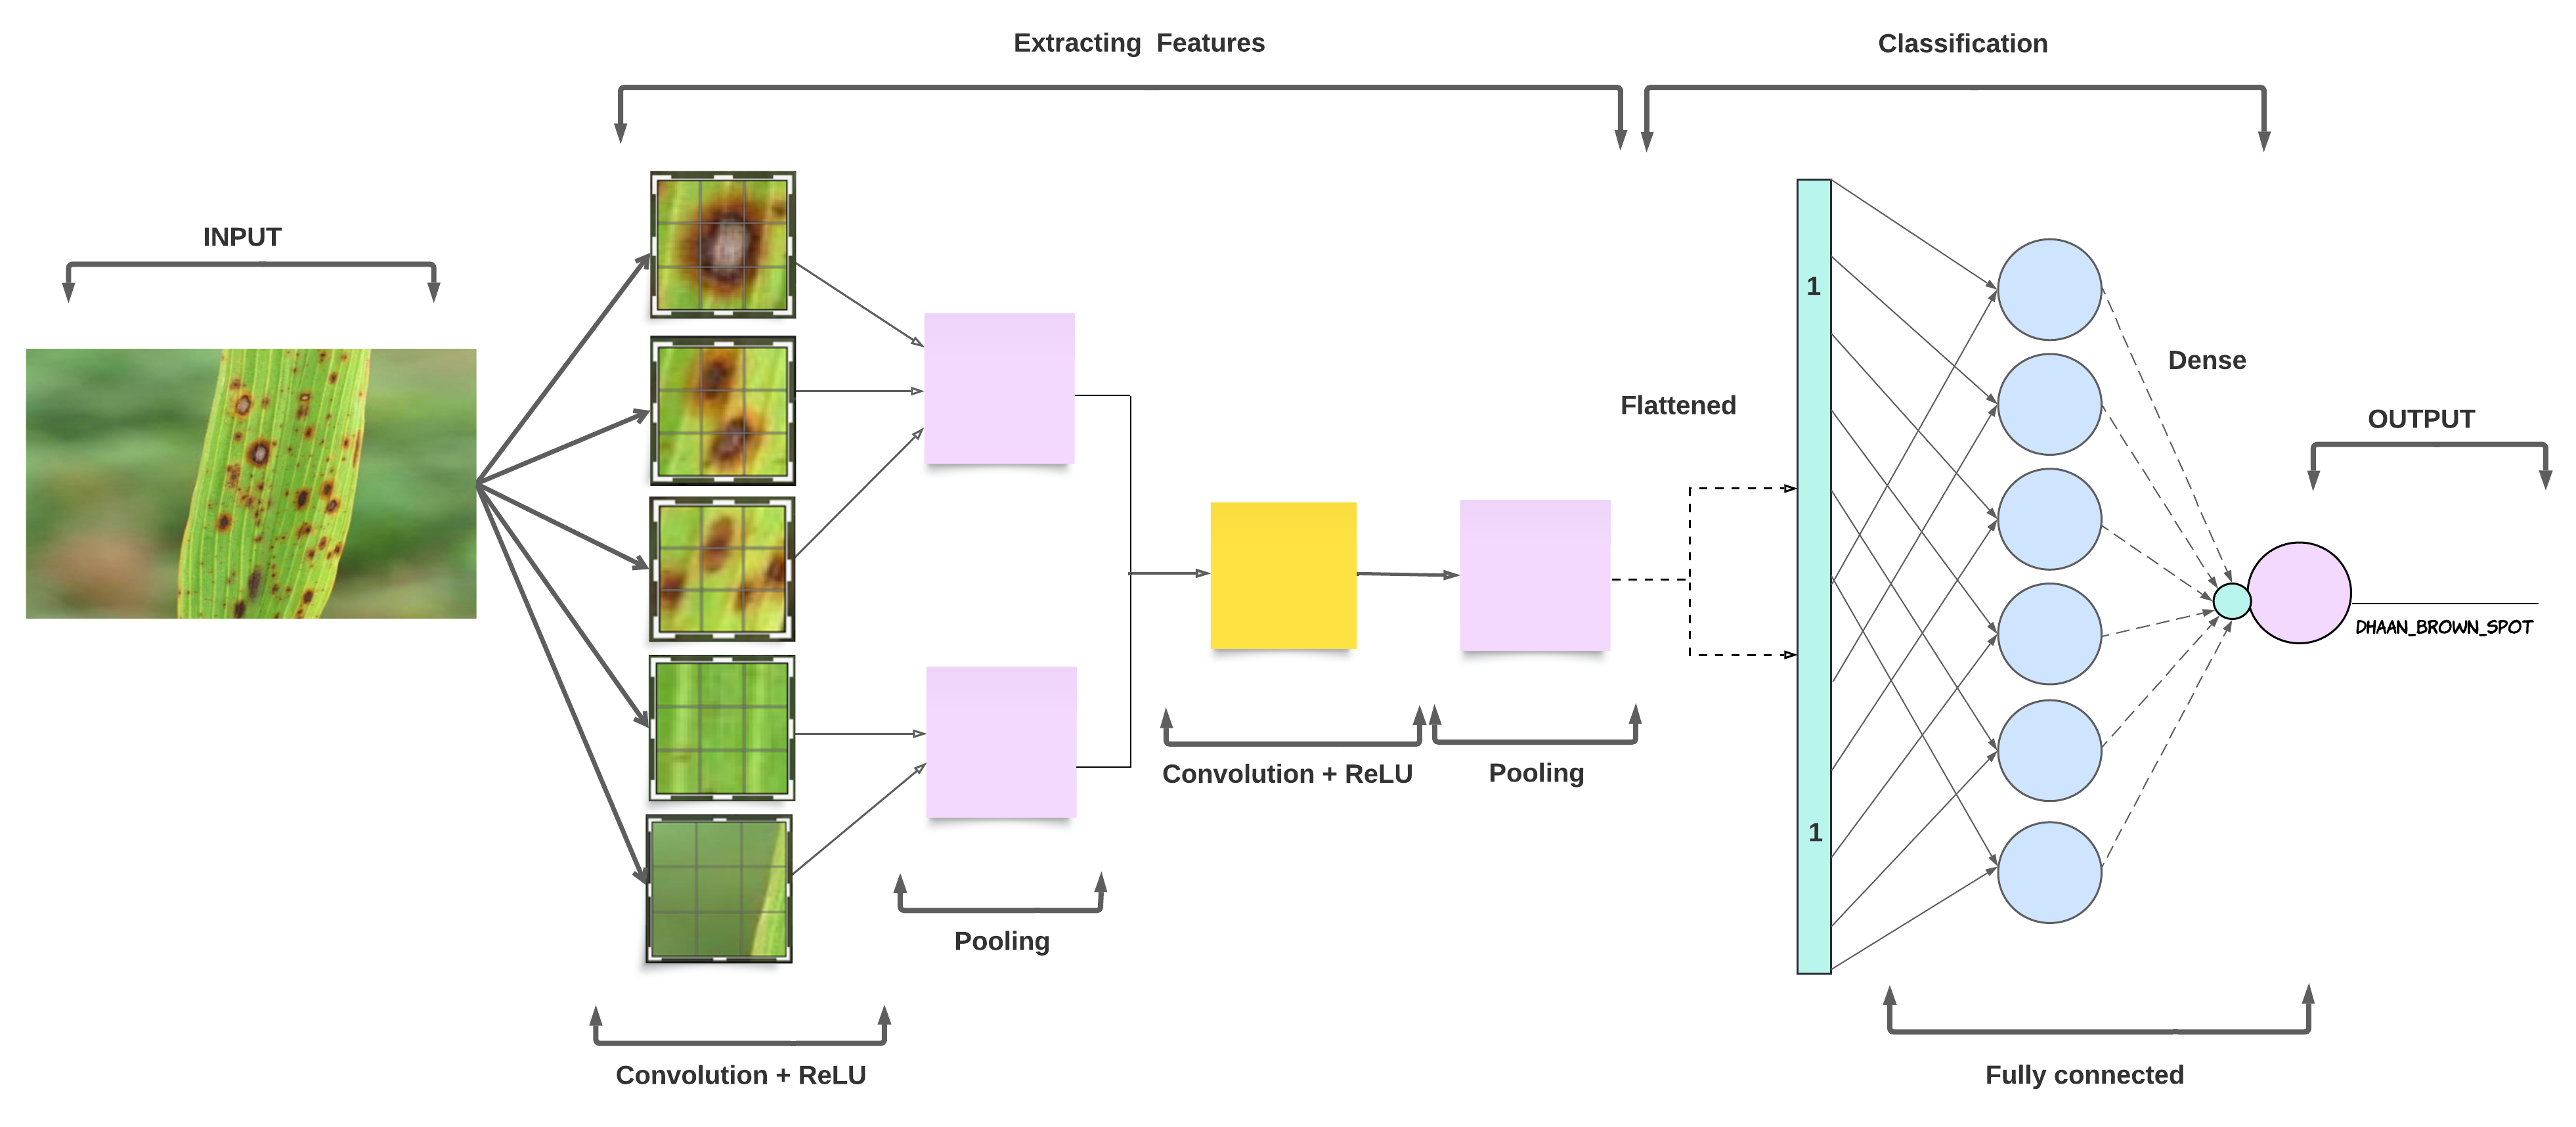 Extracting Features
Classification
INPUT
1
Dense
Flattened
OUTPUT
DHAAN_BROWN_SPOT
Convolution + ReLU
Pooling
1
Pooling
Convolution + ReLU
Fully connected